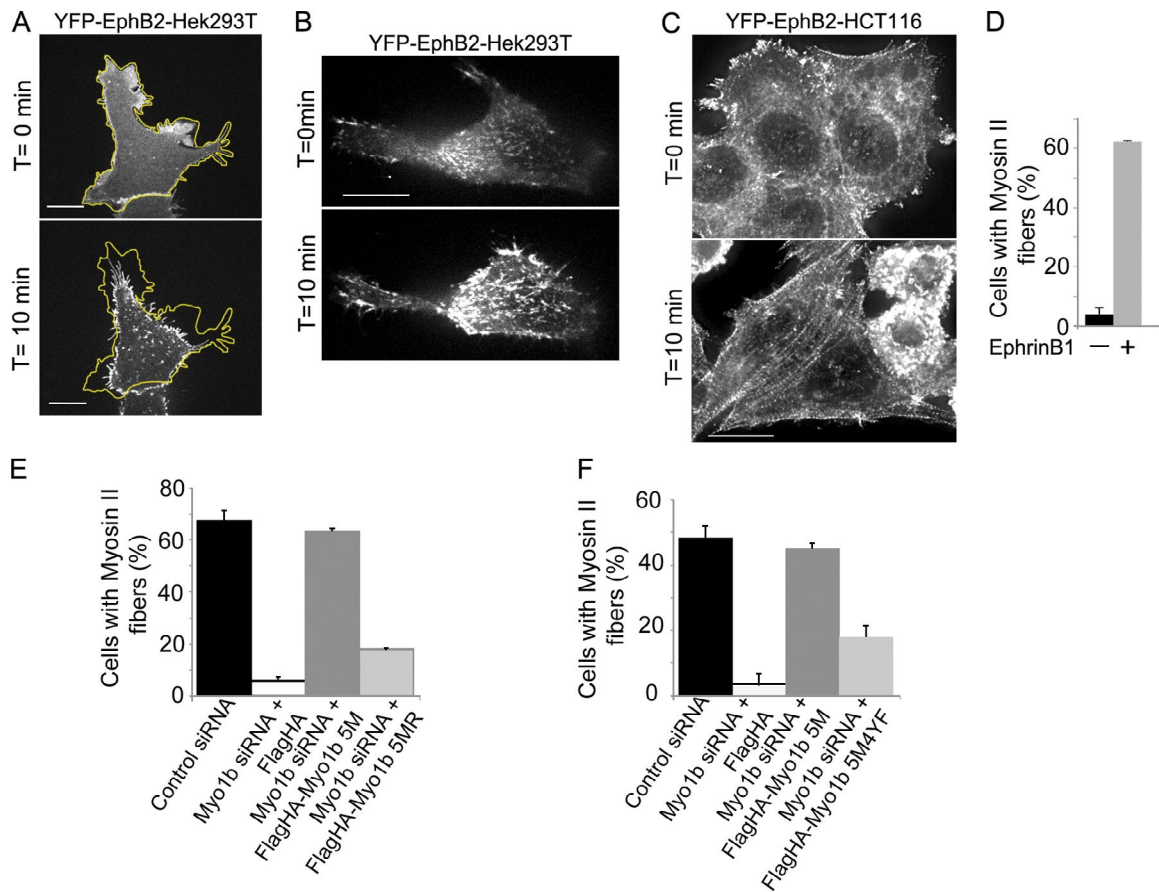 A
YFP-EphB2-Hek293T
T= 0 min
T= 10 min
B
YFP-EphB2-Hek293T
T=0min
T=10 min
C
YFP-EphB2-HCT116
T=0 min
T=10 min
D
Cells with Myosin II
fibers (%)
60
40
20
0
EphrinB1
— +
E
Cells with Myosin II
fibers (%)
80
60
40
20
0
Control siRNA
Myo1b siRNA +
FlagHA
Myo1b siRNA +
FlagHA-Myo1b 5M
Myo1b siRNA +
FlagHA-Myo1b 5MR
F
Cells with Myosin II
fibers (%)
60
40
20
0
Control siRNA
Myo1b siRNA +
FlagHA
Myo1b siRNA +
FlagHA-Myo1b 5M
Myo1b siRNA +
FlagHA-Myo1b 5M4YF